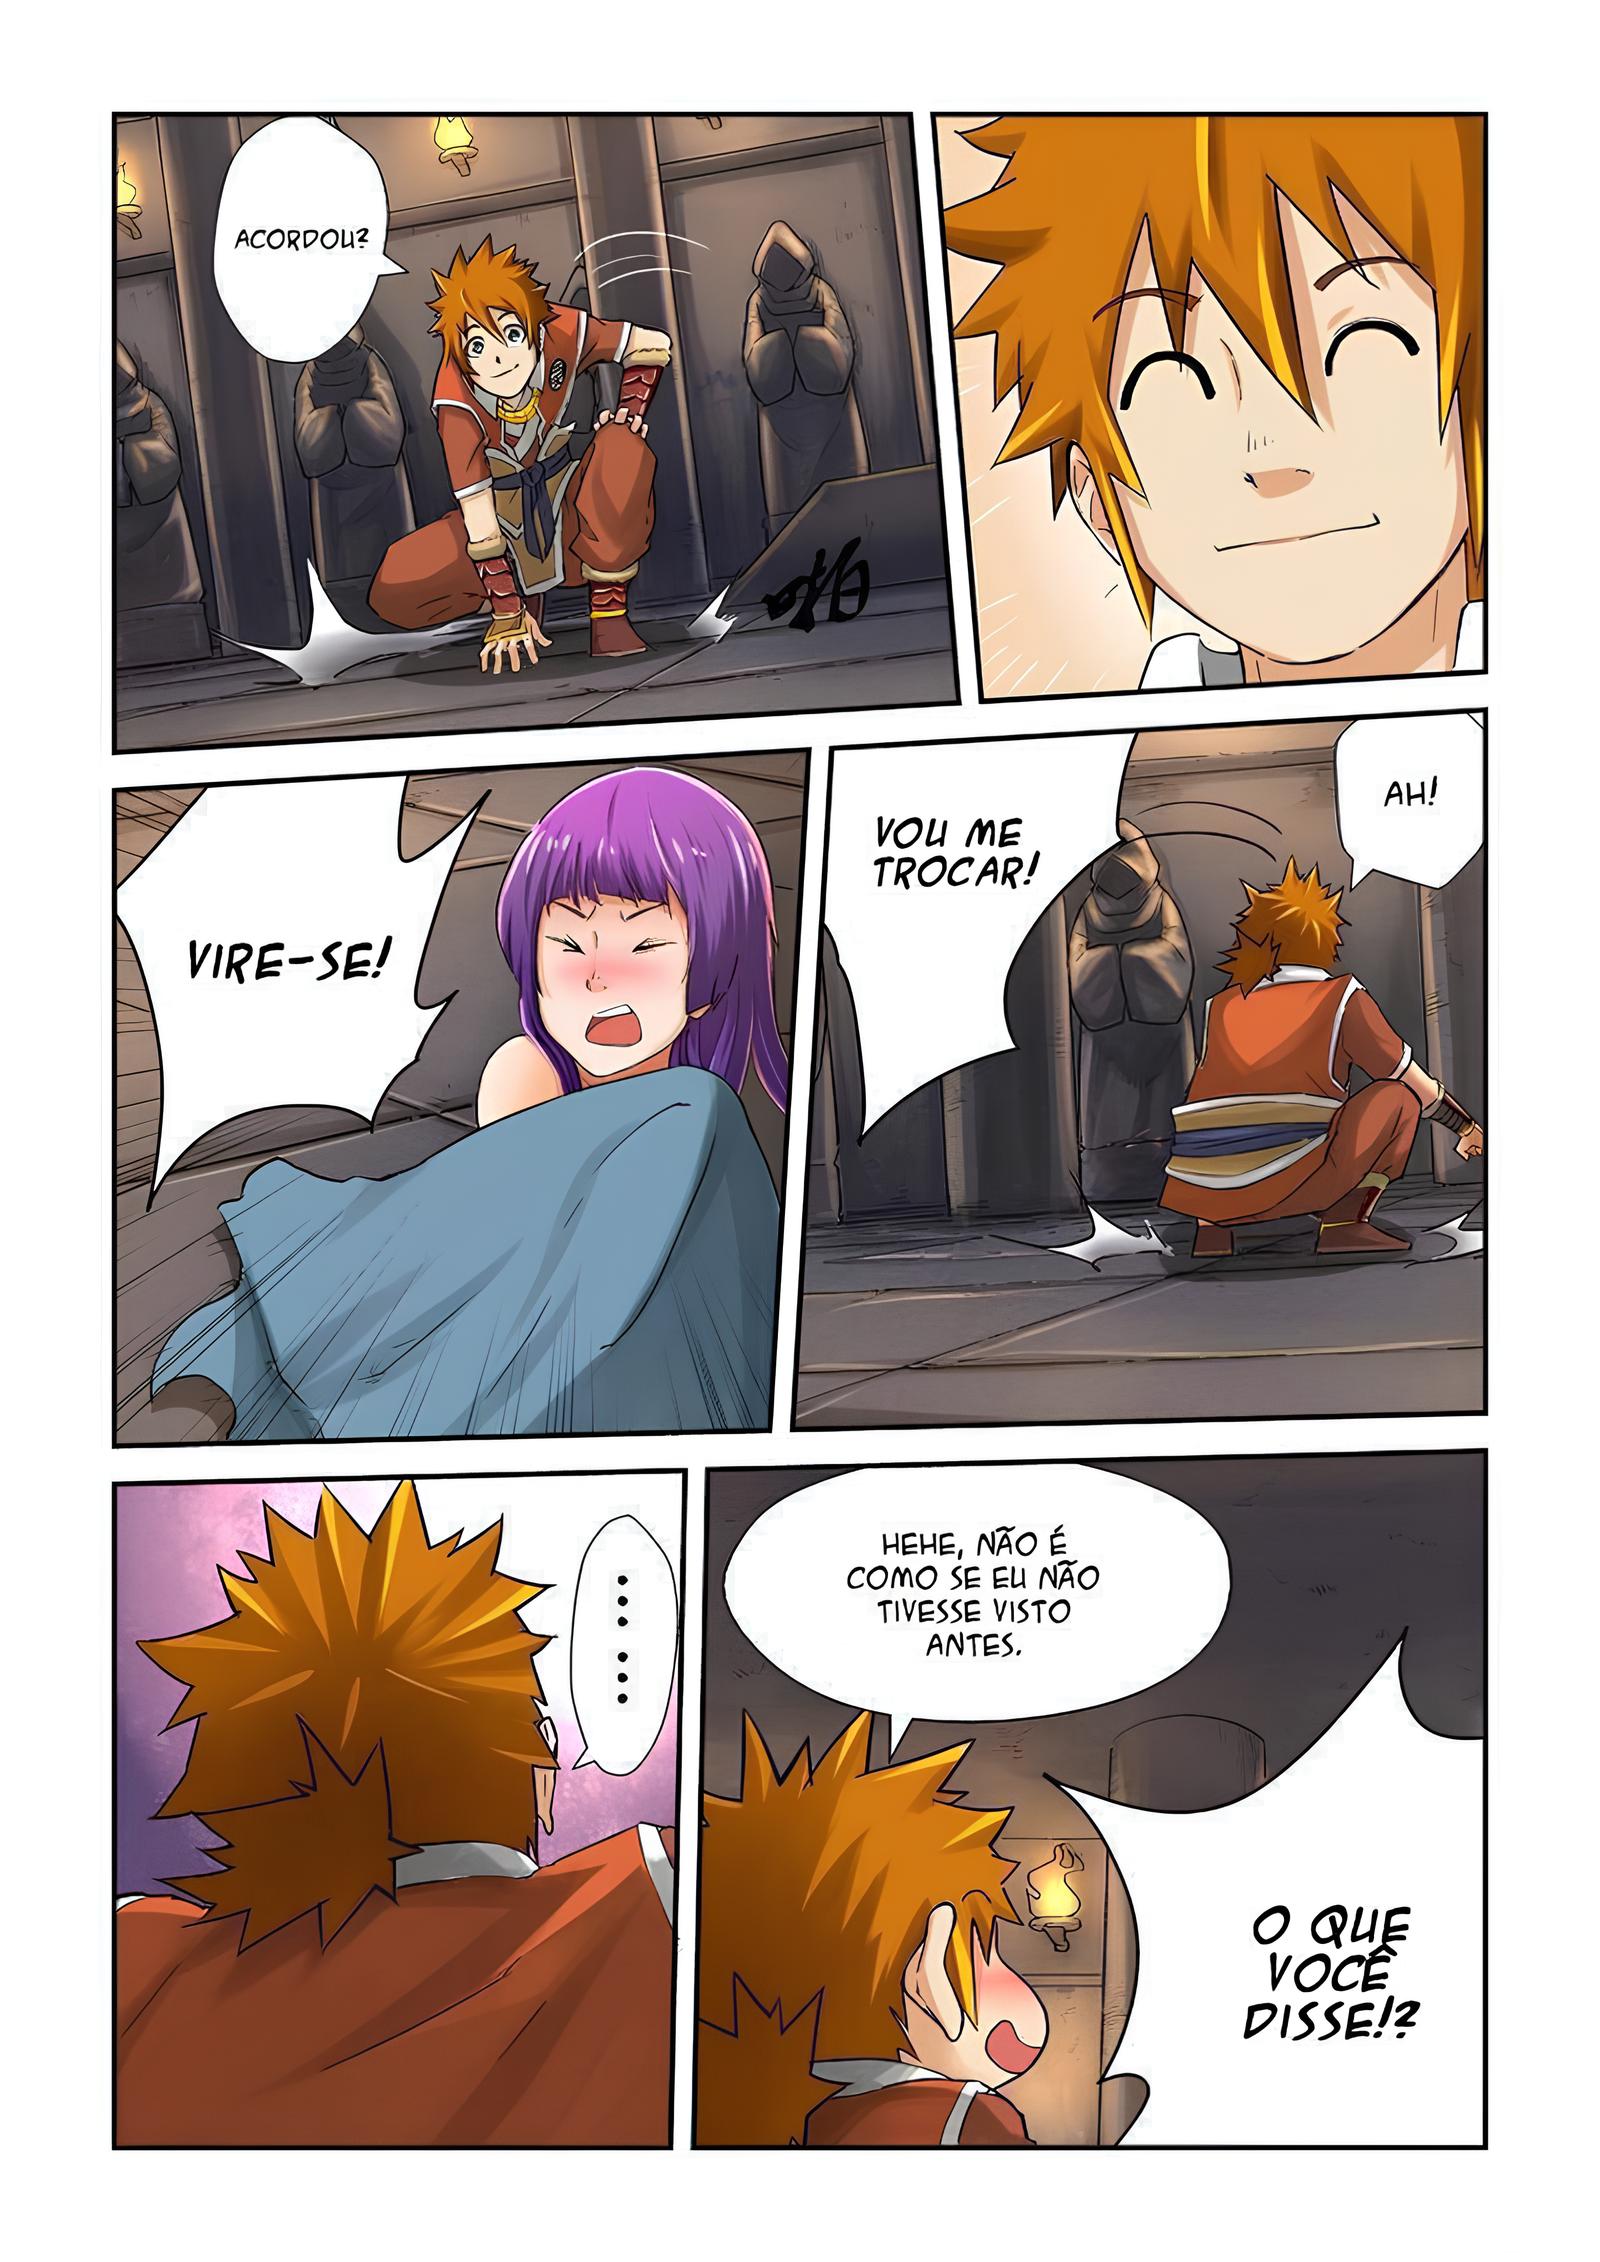 ACORDOU?
啪
VIRE-SE!
VOU ME
TROCAR!
AH!
......
HEHE, NÃO É
COMO SE EU NÃO
TIVESSE VISTO
ANTES.
O QUE
VOCÊ
DISSE!?